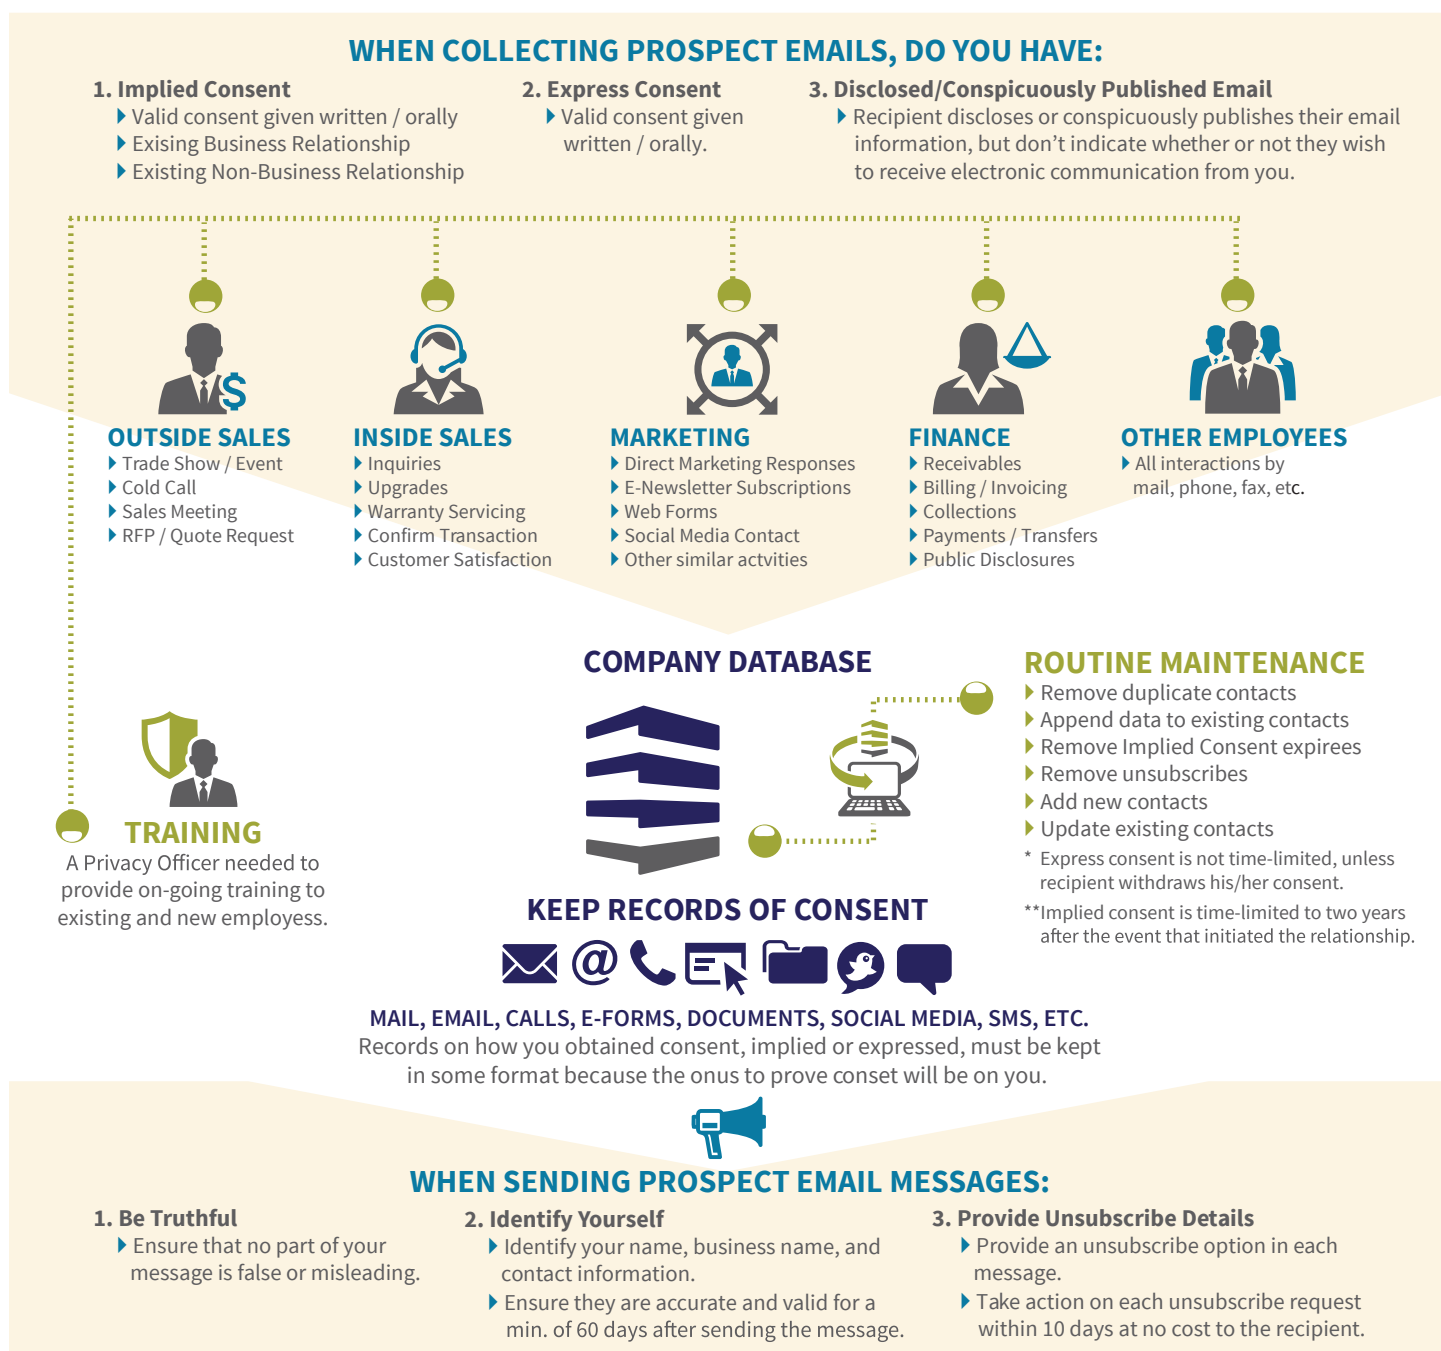 WHEN COLLECTING PROSPECT EMAILS, DO YOU HAVE:
1. Implied Consent
Valid consent given written / orally
Exising Business Relationship
Existing Non-Business Relationship
2. Express Consent
Valid consent given
written / orally.
3. Disclosed/Conspicuously Published Email
Recipient discloses or conspicuously publishes their email
information, but don't indicate whether or not they wish
to receive electronic communication from you.
$
OUTSIDE SALES
Trade Show / Event
Cold Call
Sales Meeting
RFP / Quote Request
INSIDE SALES
Inquiries
Upgrades
Warranty Servicing
Confirm Transaction
Customer Satisfaction
MARKETING
Direct Marketing Responses
E-Newsletter Subscriptions
Web Forms
Social Media Contact
Other similar actvities
FINANCE
Receivables
Billing / Invoicing
Collections
Payments / Transfers
Public Disclosures
OTHER EMPLOYEES
All interactions by
mail, phone, fax, etc.
TRAINING
A Privacy Officer needed to
provide on-going training to
existing and new employess.
COMPANY DATABASE
ROUTINE MAINTENANCE
Remove duplicate contacts
Append data to existing contacts
Remove Implied Consent expirees
Remove unsubscribes
Add new contacts
Update existing contacts
* Express consent is not time-limited, unless
recipient withdraws his/her consent.
**Implied consent is time-limited to two years
after the event that initiated the relationship.
KEEP RECORDS OF CONSENT
@
MAIL, EMAIL, CALLS, E-FORMS, DOCUMENTS, SOCIAL MEDIA, SMS, ETC.
Records on how you obtained consent, implied or expressed, must be kept
in some format because the onus to prove conset will be on you.
WHEN SENDING PROSPECT EMAIL MESSAGES:
1. Be Truthful
Ensure that no part of your
message is false or misleading.
2. Identify Yourself
Identify your name, business name, and
contact information.
Ensure they are accurate and valid for a
min. of 60 days after sending the message.
3. Provide Unsubscribe Details
Provide an unsubscribe option in each
message.
Take action on each unsubscribe request
within 10 days at no cost to the recipient.